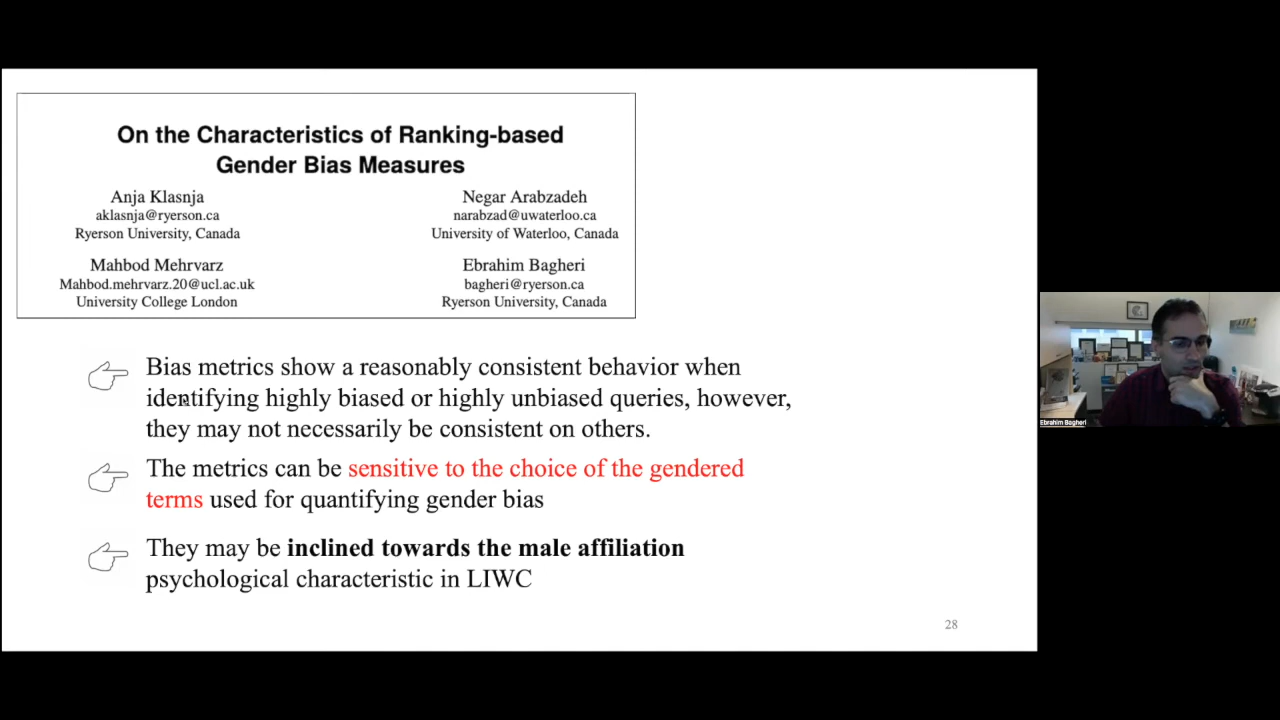 On the Characteristics of Ranking-based
Gender Bias Measures
Anja Klasnja
aklasnja@ryerson.ca
Ryerson University, Canada
Negar Arabzadeh
narabzad@uwaterloo.ca
University of Waterloo, Canada
Mahbod Mehrvarz
Mahbod.mehrvarz.20@ucl.ac.uk
University College London
Ebrahim Bagheri
bagheri@ryerson.ca
Ryerson University, Canada
Bias metrics show a reasonably consistent behavior when
identifying highly biased or highly unbiased queries, however,
they may not necessarily be consistent on others.
The metrics can be sensitive to the choice of the gendered
terms used for quantifying gender bias
They may be inclined towards the male affiliation
psychological characteristic in LIWC
28
Ebrahim Bagheri